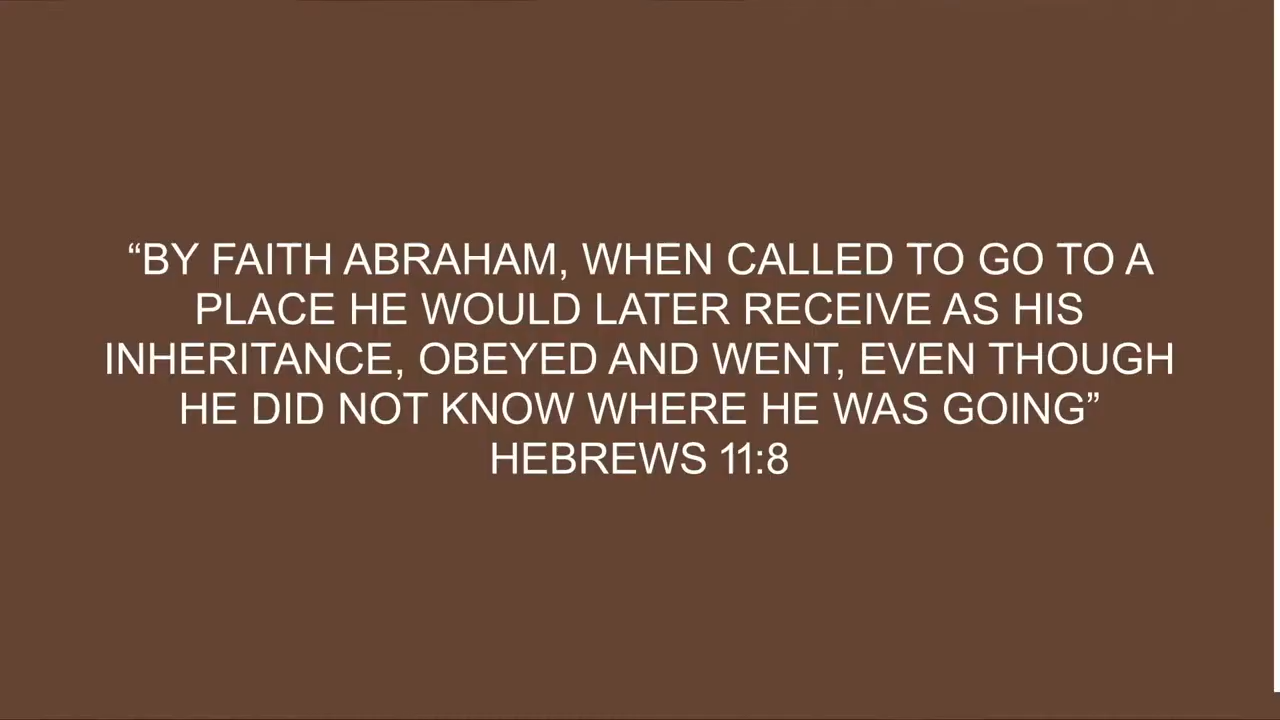 “BY FAITH ABRAHAM, WHEN CALLED TO GO TO A
PLACE HE WOULD LATER RECEIVE AS HIS
INHERITANCE, OBEYED AND WENT, EVEN THOUGH
HE DID NOT KNOW WHERE HE WAS GOING”
HEBREWS 11:8